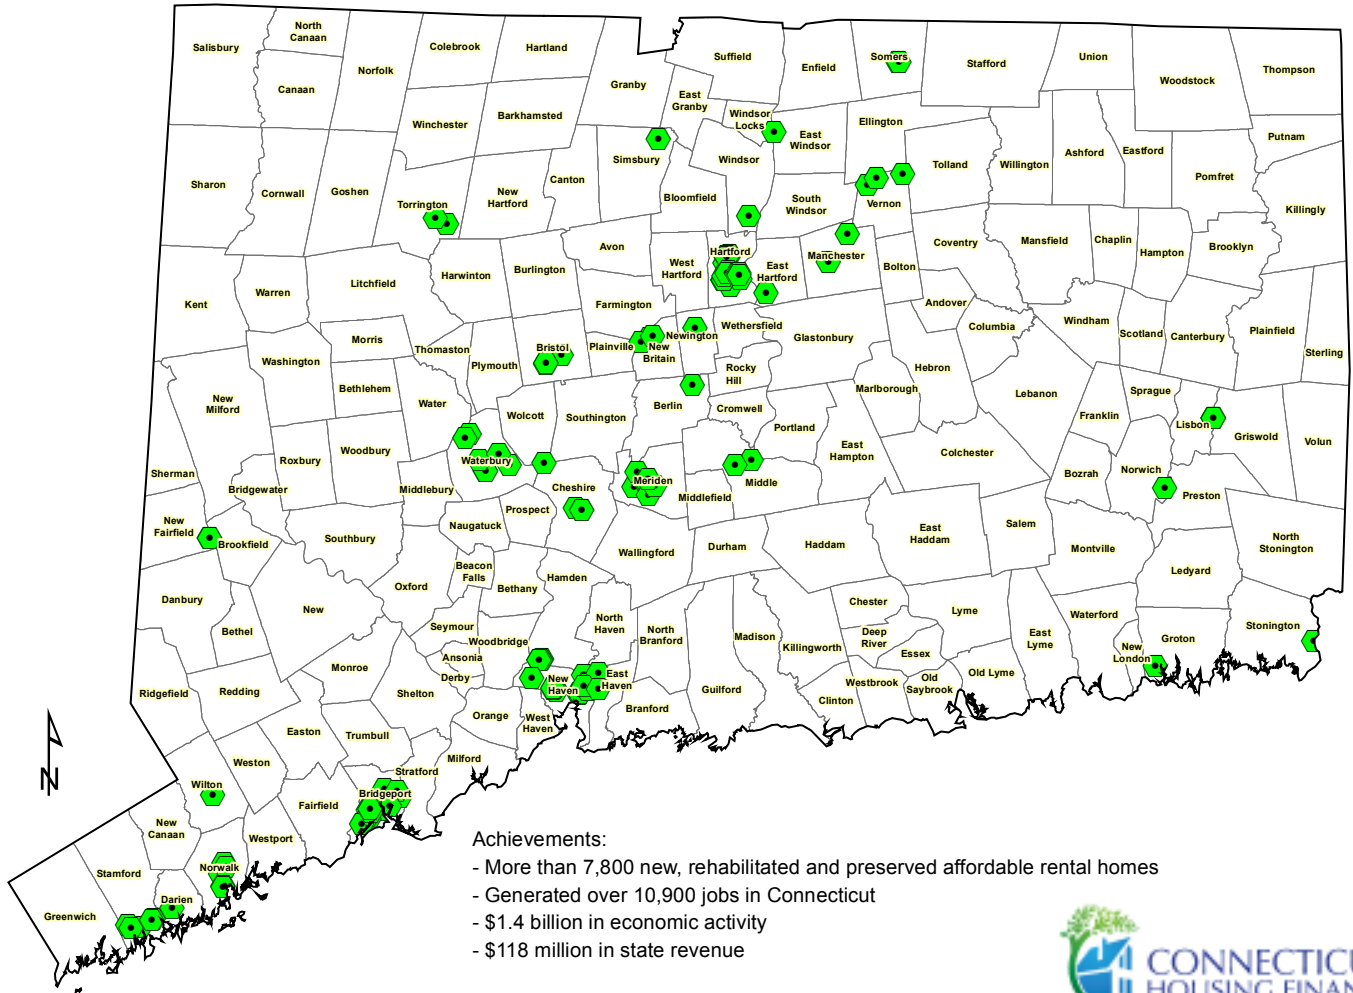 Salisbury
North
Canaan
Colebrook
Hartland
Suffield
Enfield
Somers
Stafford
Union
Woodstock
Thompson
Norfolk
Canaan
Granby
East
Granby
Windsor
Locks
Winchester
Barkhamsted
East
Windsor
Ellington
Putnam
Simsbury
Windsor
Tolland
Willington
Ashford
Eastford
Pomfret
Sharon
Cornwall
Goshen
Torrington
New
Hartford
Canton
Bloomfield
South
Windsor
Vernon
Killingly
Avon
Hartford
West
Hartford
East
Hartford
Manchester
Bolton
Coventry
Mansfield
Chaplin
Hampton
Brooklyn
Kent
Warren
Litchfield
Harwinton
Burlington
Farmington
Andover
Columbia
Windham
Scotland
Canterbury
Plainfield
Sterling
Washington
Morris
Thomaston
Plymouth
Bristol
Plainville
New
Britain
Newington
Wethersfield
Glastonbury
Rocky
Hill
Hebron
Marlborough
Lebanon
Sprague
Franklin
Lisbon
Griswold
Volun
New
Milford
Bethlehem
Water
Wolcott
Southington
Berlin
Cromwell
Portland
East
Hampton
Colchester
Bozrah
Norwich
Preston
Sherman
Roxbury
Woodbury
Waterbury
Bridgewater
Middlebury
Cheshire
Meriden
Middle
Middlefield
New
Fairfield
Brookfield
Southbury
Naugatuck
Prospect
Wallingford
Durham
Haddam
East
Haddam
Salem
Montville
North
Stonington
Ledyard
Danbury
Bethel
New
Oxford
Beacon
Falls
Bethany
Hamden
Seymour
Woodbridge
North
Haven
North
Branford
Madison
Killingworth
Chester
Deep
River
Essex
Lyme
East
Lyme
Waterford
New
London
Groton
Stonington
Ridgefield
Redding
Monroe
Ansonia
Derby
Shelton
New
Haven
East
Haven
Branford
Guilford
Clinton
Westbrook
Old
Saybrook
Old Lyme
Orange
West
Haven
Easton
Trumbull
Milford
Stratford
Weston
Wilton
Bridgeport
Fairfield
New
Canaan
Westport
Norwalk
Stamford
Darien
Greenwich
N
Achievements:
- More than 7,800 new, rehabilitated and preserved affordable rental homes
- Generated over 10,900 jobs in Connecticut
- $1.4 billion in economic activity
- $118 million in state revenue
CONNECTICU
HOUSING FINAN